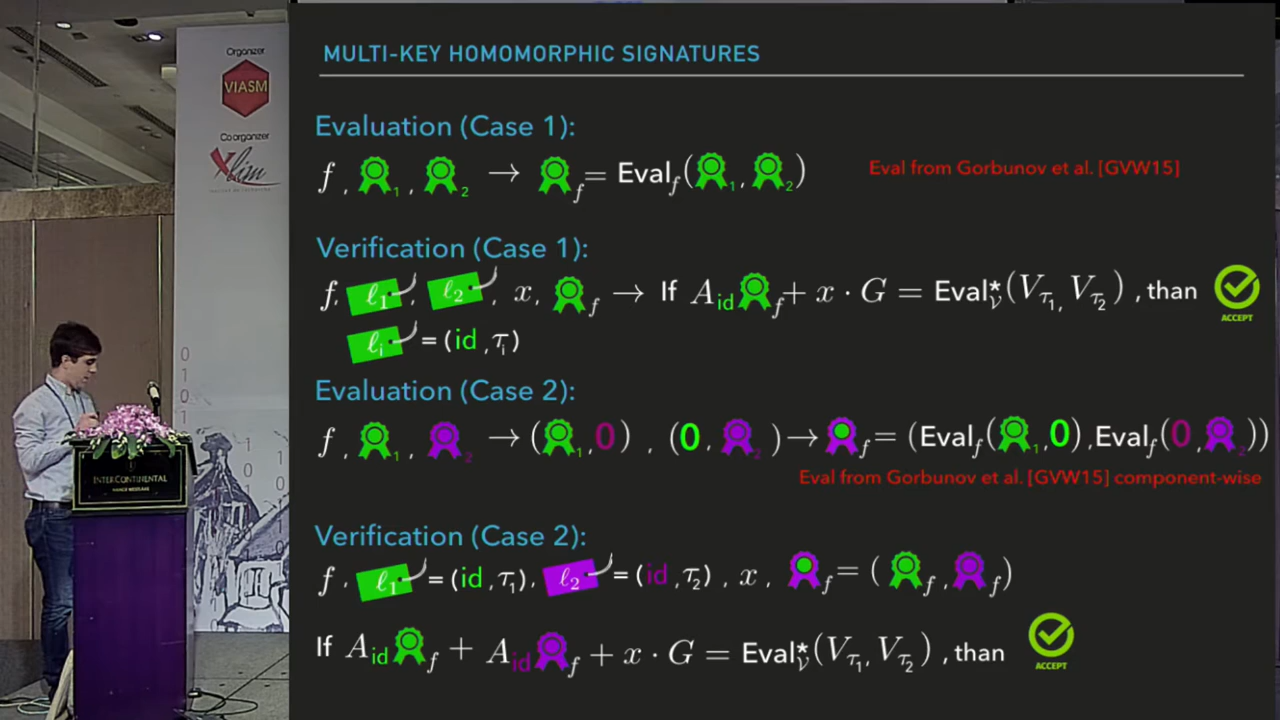 MULTI-KEY HOMOMORPHIC SIGNATURES
Organizer
VIASM
Co organizer
Xlim
Evaluation (Case 1):
f , 1 , 2 → f = Evalf( 1 , 2 )
Eval from Gorbunov et al. [GVW15]
Verification (Case 1):
f, ℓ1 , ℓ2 , x , f → If Aid f + x · G = Eval*ν(Vτ1, Vτ2) , than
ACCEPT
ℓi = (id , τi)
Evaluation (Case 2):
f , 1 , 2 → ( 1 , 0) , (0 , 2 ) → f = (Evalf( 1 , 0) , Evalf(0 , 2 ))
Eval from Gorbunov et al. [GVW15] component-wise
Verification (Case 2):
f , ℓ1 = (id , τ1) , ℓ2 = (id , τ2) , x , f = ( f , f )
If Aid f + Aid f + x · G = Eval*ν(Vτ1, Vτ2) , than
ACCEPT
INTERCONTINENTAL